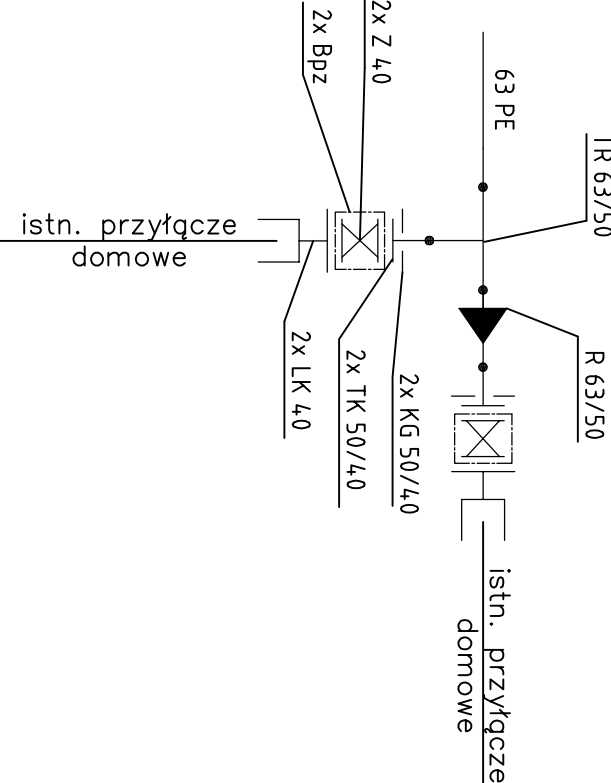 2x Bpz
2x Z 40
63 PE
TR 63/50
istn. przyłącze
domowe
2x LK 40
2x TK 50/40
2x KG 50/40
R 63/50
istn. przyłącze
domowe